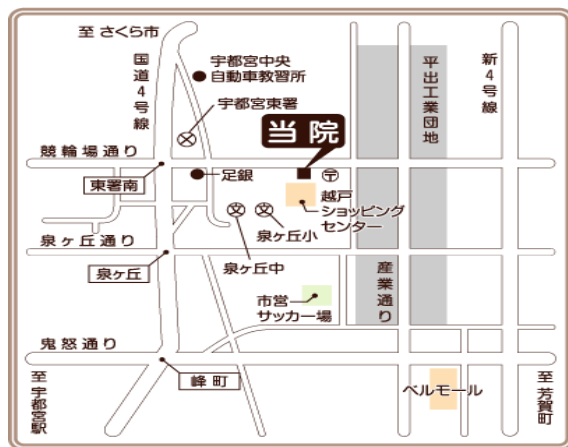 至 さくら市
国道4号線
宇都宮中央
自動車教習所
宇都宮東署
平出工業団地
新4号線
当院
競輪場通り
東署南
足銀
〒
越戸
ショッピング
センター
文
文
泉ヶ丘小
泉ヶ丘中
泉ヶ丘通り
泉ヶ丘
市営
サッカー場
産業通り
鬼怒通り
峰町
ベルモール
至宇都宮駅
至芳賀町